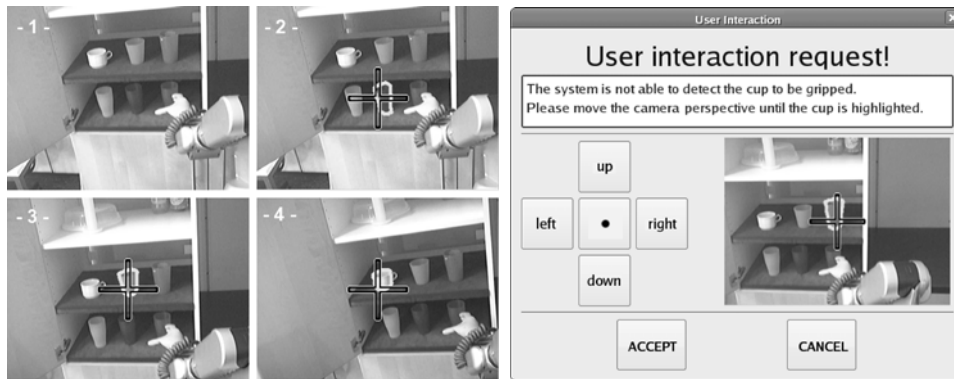 - 1 -
- 2 -
- 3 -
- 4 -
User Interaction
User interaction request!
The system is not able to detect the cup to be gripped.
Please move the camera perspective until the cup is highlighted.
up
left
right
down
ACCEPT
CANCEL